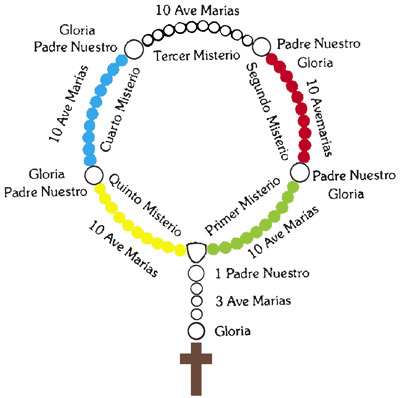 10 Ave Marías
Gloria
Padre Nuestro
Padre Nuestro
Gloria
Tercer Misterio
10 Ave Marías
Cuarto Misterio
Segundo Misterio
10 Avemarías
Gloria
Padre Nuestro
Padre Nuestro
Gloria
Quinto Misterio
Primer Misterio
10 Ave Marías
10 Ave Marías
1 Padre Nuestro
3 Ave Marías
Gloria